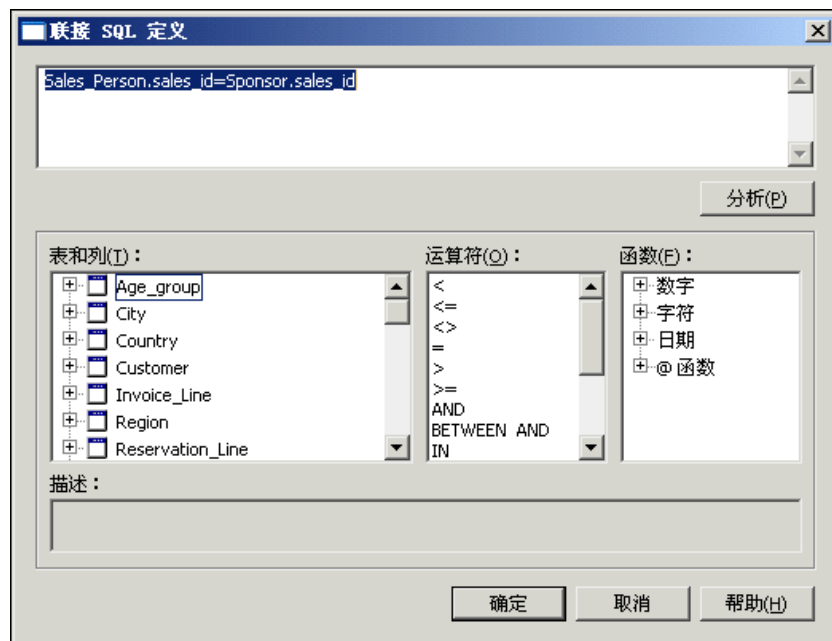 联接 SQL 定义
Sales_Person.sales_id=Sponsor.sales_id
分析(P)
表和列(T)：
运算符(O)：
函数(F)：
Age_group
City
Country
Customer
Invoice_Line
Region
Reservation_Line
<
<=
<>
=
>
>=
AND
BETWEEN AND
IN
数字
字符
日期
@函数
描述：
确定
取消
帮助(H)